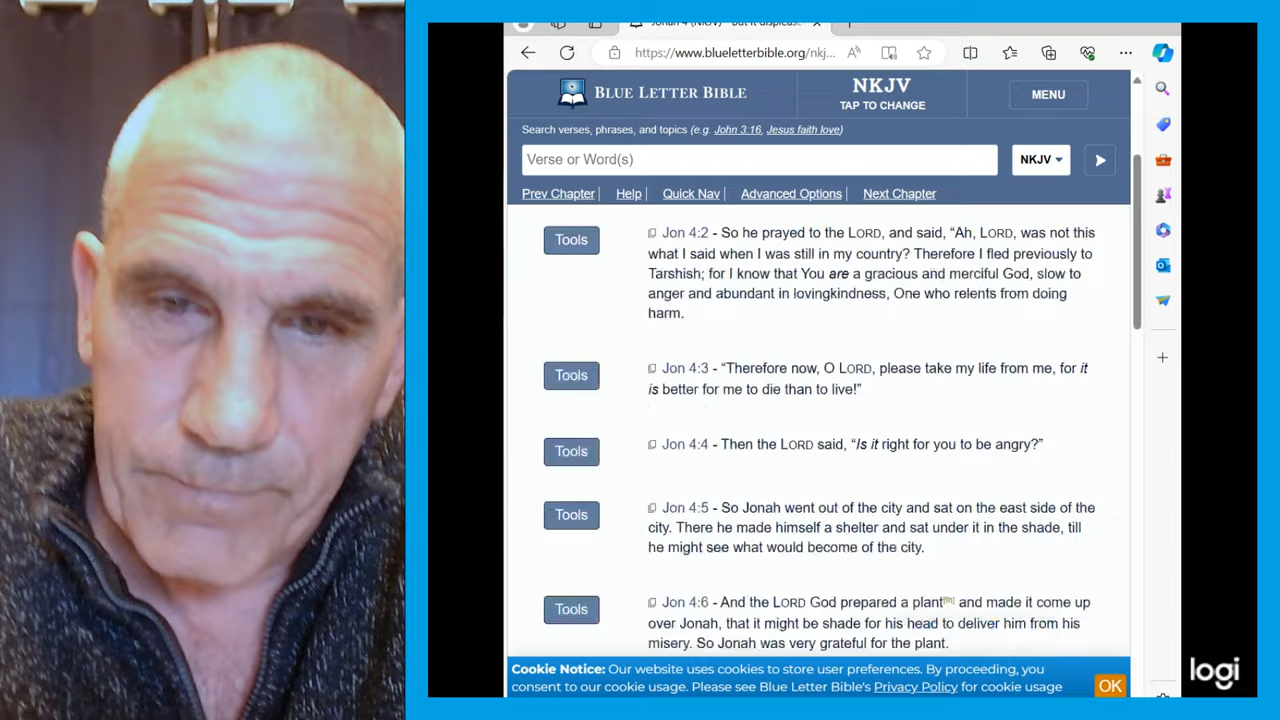 Jonah 4 (NKJV) - But it displeas
https://www.blueletterbible.org/nkj...
BLUE LETTER BIBLE
NKJV
TAP TO CHANGE
MENU
Search verses, phrases, and topics (e.g. John 3:16, Jesus faith love)
Verse or Word(s)
NKJV
Prev Chapter | Help | Quick Nav | Advanced Options | Next Chapter
Tools
Jon 4:2 - So he prayed to the LORD, and said, “Ah, LORD, was not this
what I said when I was still in my country? Therefore I fled previously to
Tarshish; for I know that You are a gracious and merciful God, slow to
anger and abundant in lovingkindness, One who relents from doing
harm.
Tools
Jon 4:3 - “Therefore now, O LORD, please take my life from me, for it
is better for me to die than to live!”
Tools
Jon 4:4 - Then the LORD said, “Is it right for you to be angry?”
Tools
Jon 4:5 - So Jonah went out of the city and sat on the east side of the
city. There he made himself a shelter and sat under it in the shade, till
he might see what would become of the city.
Tools
Jon 4:6 - And the LORD God prepared a plant[fn] and made it come up
over Jonah, that it might be shade for his head to deliver him from his
misery. So Jonah was very grateful for the plant.
Cookie Notice: Our website uses cookies to store user preferences. By proceeding, you
consent to our cookie usage. Please see Blue Letter Bible's Privacy Policy for cookie usage
OK
logi